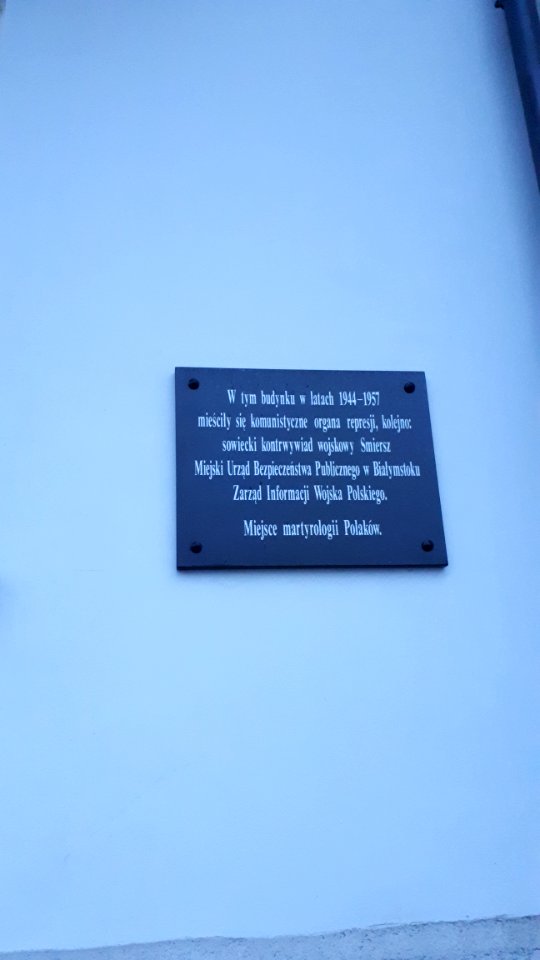 W tym budynku w latach 1944-1957
mieściły się komunistyczne organa represji, kolejno:
sowiecki kontrwywiad wojskowy Smiersz
Miejski Urząd Bezpieczeństwa Publicznego w Białymstoku
Zarząd Informacji Wojska Polskiego.
Miejsce martyrologii Polaków.